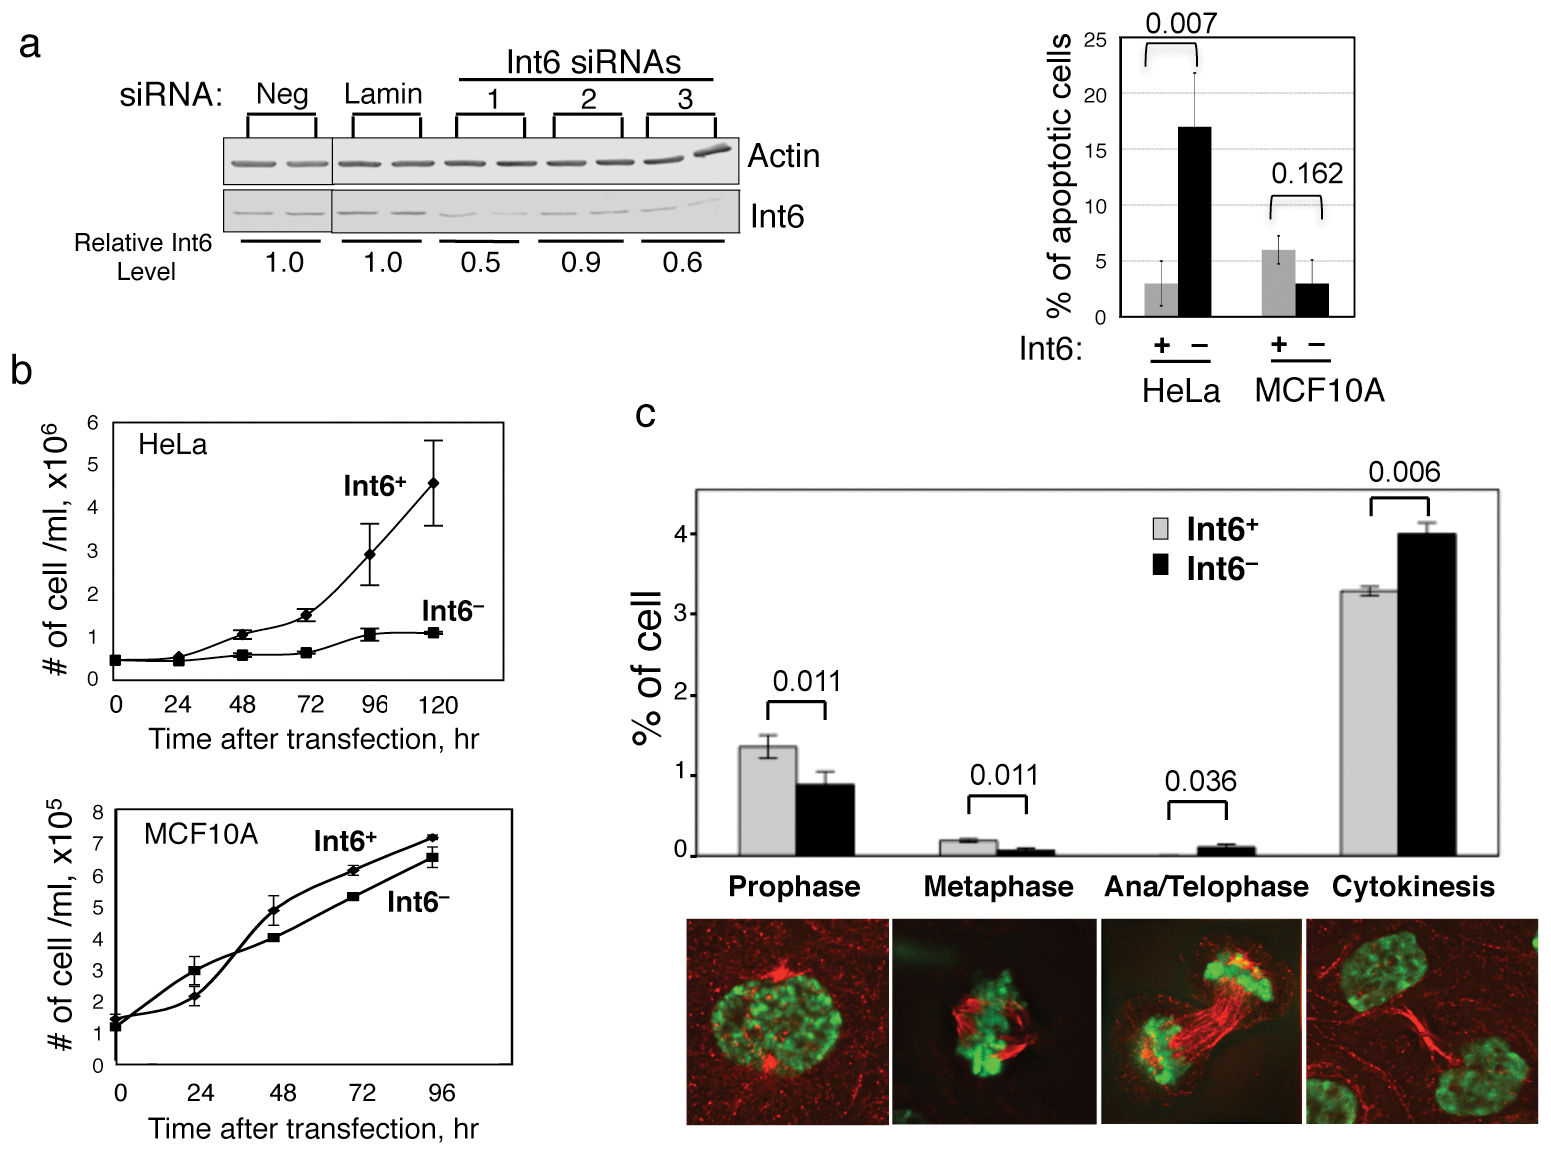 a
Int6 siRNAs
siRNA: Neg Lamin 1 2 3
Actin
Int6
Relative Int6
Level
1.0 1.0 0.5 0.9 0.6
% of apoptotic cells
25
20
15
10
5
0
0.007
0.162
Int6: + – + –
HeLa MCF10A
b
# of cell /ml, x10⁶
6
5
4
3
2
1
0
HeLa
Int6⁺
Int6⁻
0 24 48 72 96 120
Time after transfection, hr
# of cell /ml, x10⁵
8
7
6
5
4
3
2
1
0
MCF10A
Int6⁺
Int6⁻
0 24 48 72 96
Time after transfection, hr
c
% of cell
4
3
2
1
0
Int6⁺
Int6⁻
0.011
0.011
0.036
0.006
Prophase Metaphase Ana/Telophase Cytokinesis